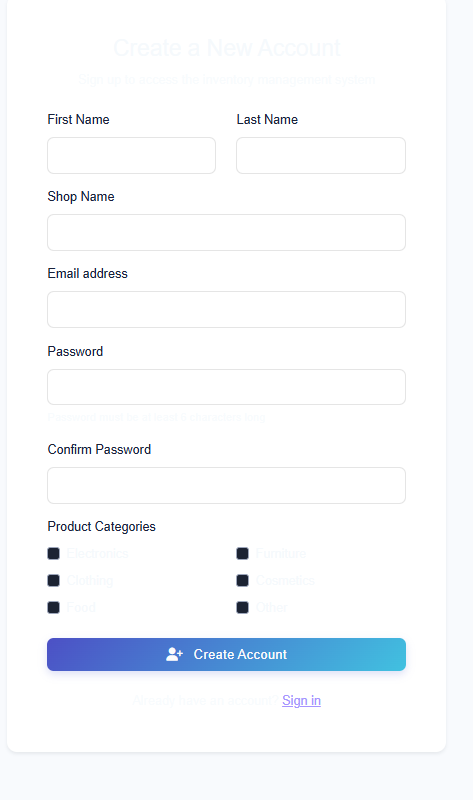 Create a New Account
Sign up to access the inventory management system
First Name Last Name
Shop Name
Email address
Password
Password must be at least 8 characters long
Confirm Password
Product Categories
Electronics Furniture
Clothing Cosmetics
Food Other
Create Account
Already have an account? Sign in